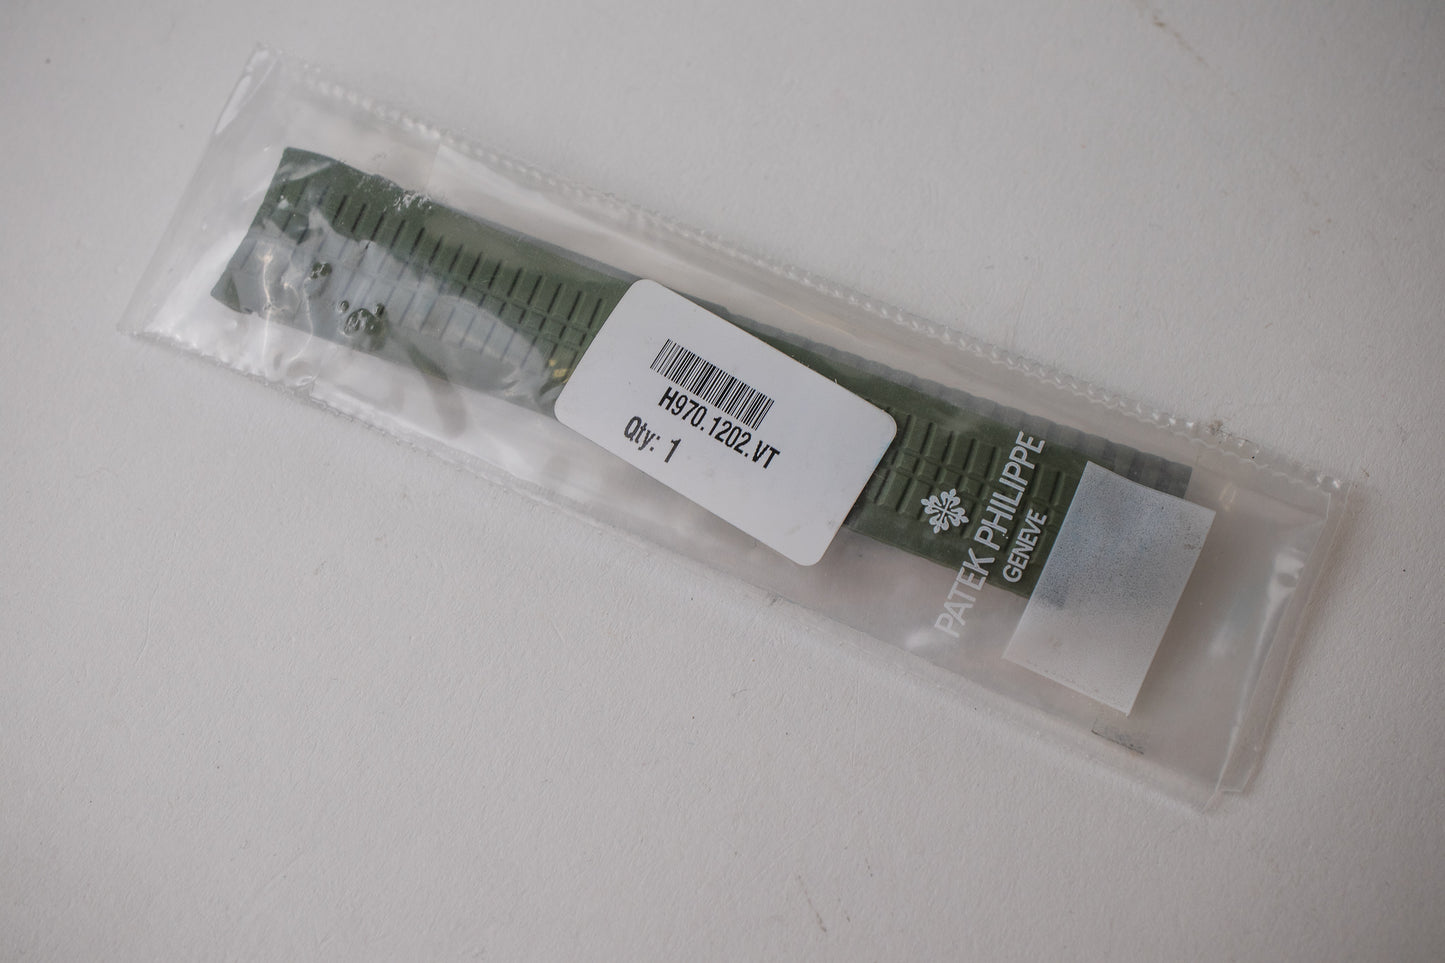 H970.1202.VT
Qty: 1
PATEK PHILIPPE
GENEVE